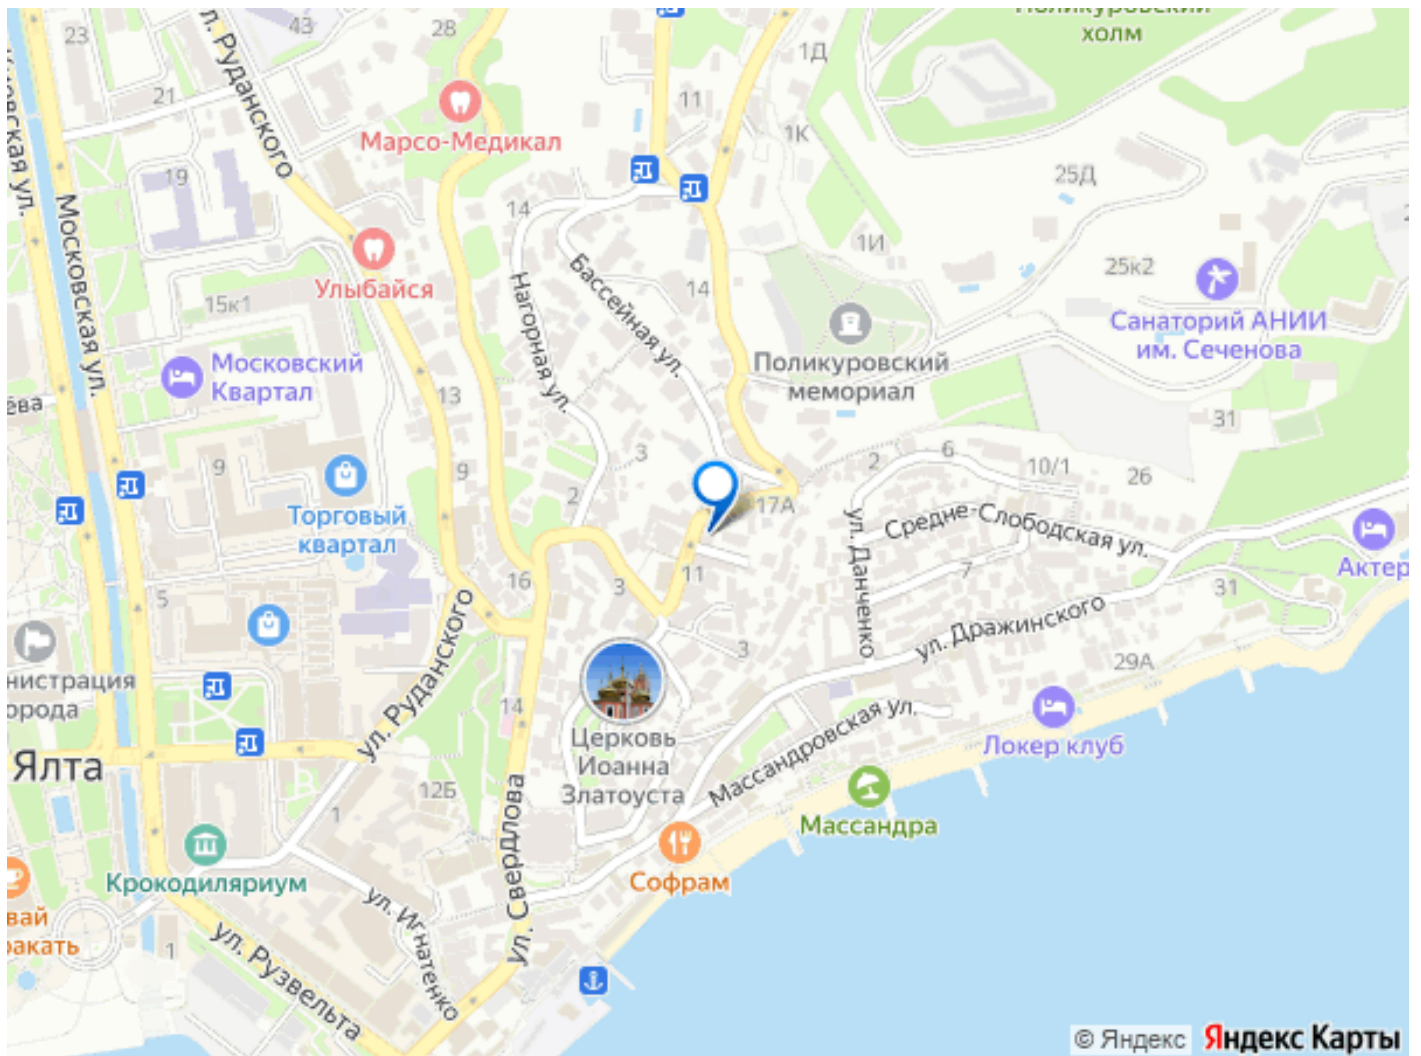 Поликуровский
холм
23
43
28
1Д
ул. Руданского
21
11
1К
Марсо-Медикал
25Д
19
14
Московская ул.
1И
Бассейная ул.
25к2
Улыбайся
Нагорная ул.
14
15к1
Санаторий АНИИ
им. Сеченова
Поликуровский
мемориал
Московский
Квартал
13
31
3
2
6
10/1
26
9
9
2
17А
Средне-Слободская ул.
Торговый
квартал
ул. Данченко
Актер
16
3
11
7
31
5
ул. Дражинского
3
29А
14
Массандровская ул.
Локер клуб
Церковь
Иоанна
Златоуста
ул. Руданского
Ялта
12Б
1
Массандра
ул. Свердлова
Крокодиляриум
Софрам
ул. Игнатенко
1
ул. Рузвельта
© Яндекс Яндекс Карты